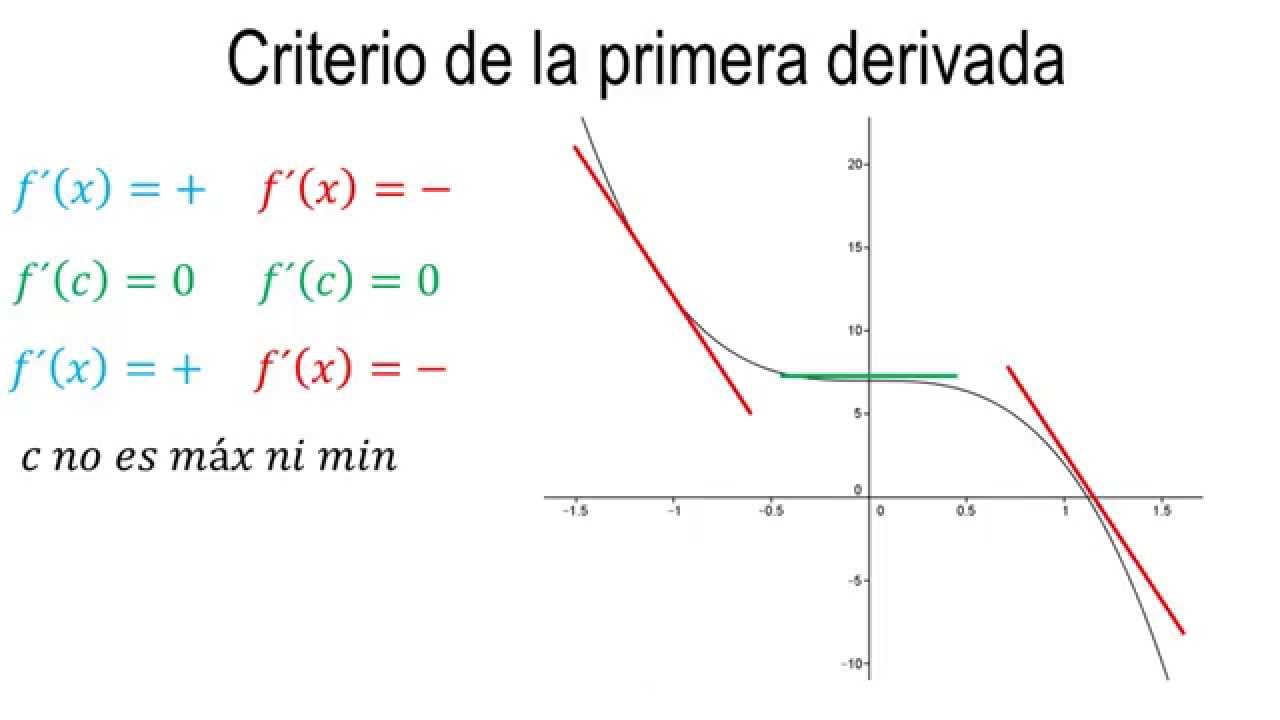 Criterio de la primera derivada
f´(x) = + f´(x) = −
f´(c) = 0 f´(c) = 0
f´(x) = + f´(x) = −
c no es máx ni min
20
15
10
5
0
-1.5 -1 -0.5 0 0.5 1 1.5
-5
-10